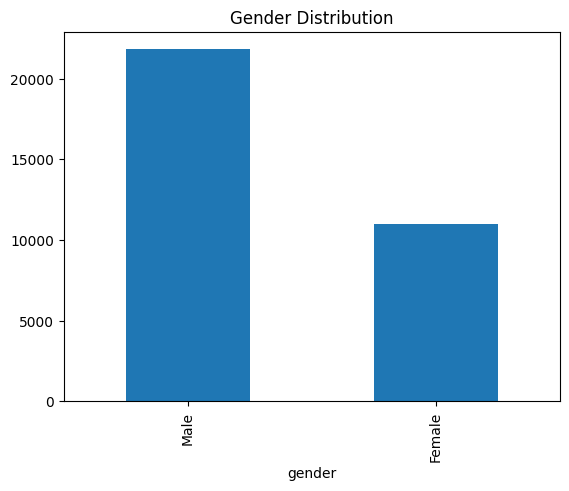 Gender Distribution
20000
15000
10000
5000
0
Male
Female
gender